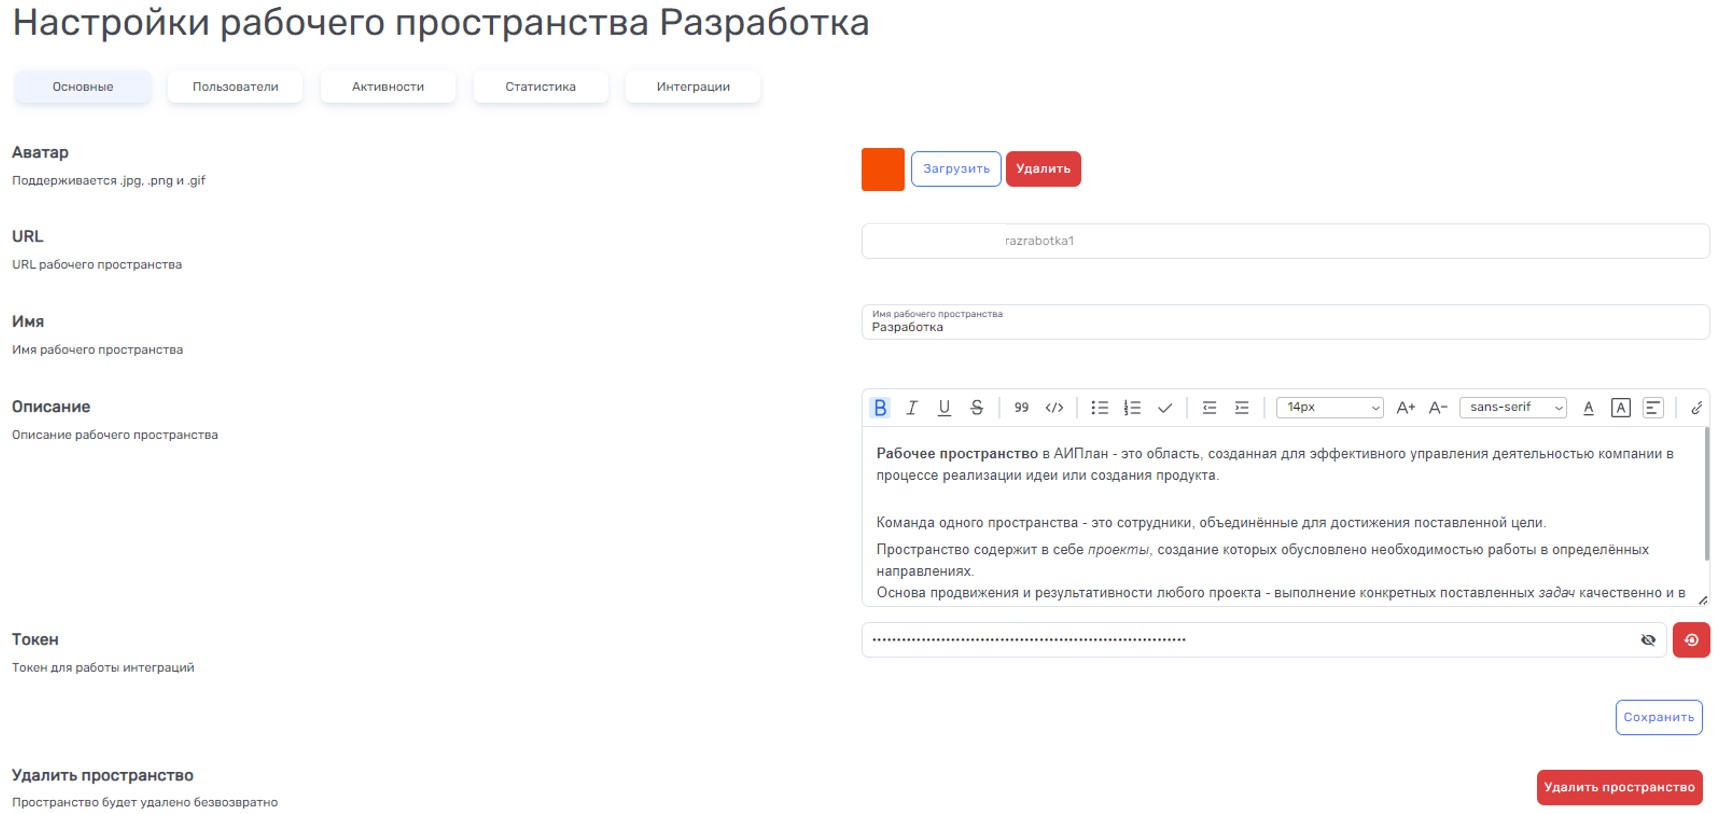 Настройки рабочего пространства Разработка
Основные
Пользователи
Активности
Статистика
Интеграции
Аватар
Поддерживается .jpg, .png и .gif
Загрузить
Удалить
URL
URL рабочего пространства
razrabotka1
Имя
Имя рабочего пространства
Имя рабочего пространства
Разработка
Описание
Описание рабочего пространства
B I U S 99 </> 14px A+ A- sans-serif A A
Рабочее пространство в АИПлан - это область, созданная для эффективного управления деятельностью компании в
процессе реализации идеи или создания продукта.
Команда одного пространства - это сотрудники, объединённые для достижения поставленной цели.
Пространство содержит в себе проекты, создание которых обусловлено необходимостью работы в определённых
направлениях.
Основа продвижения и результативности любого проекта - выполнение конкретных поставленных задач качественно и в
Токен
Токен для работы интеграций
Сохранить
Удалить пространство
Пространство будет удалено безвозвратно
Удалить пространство